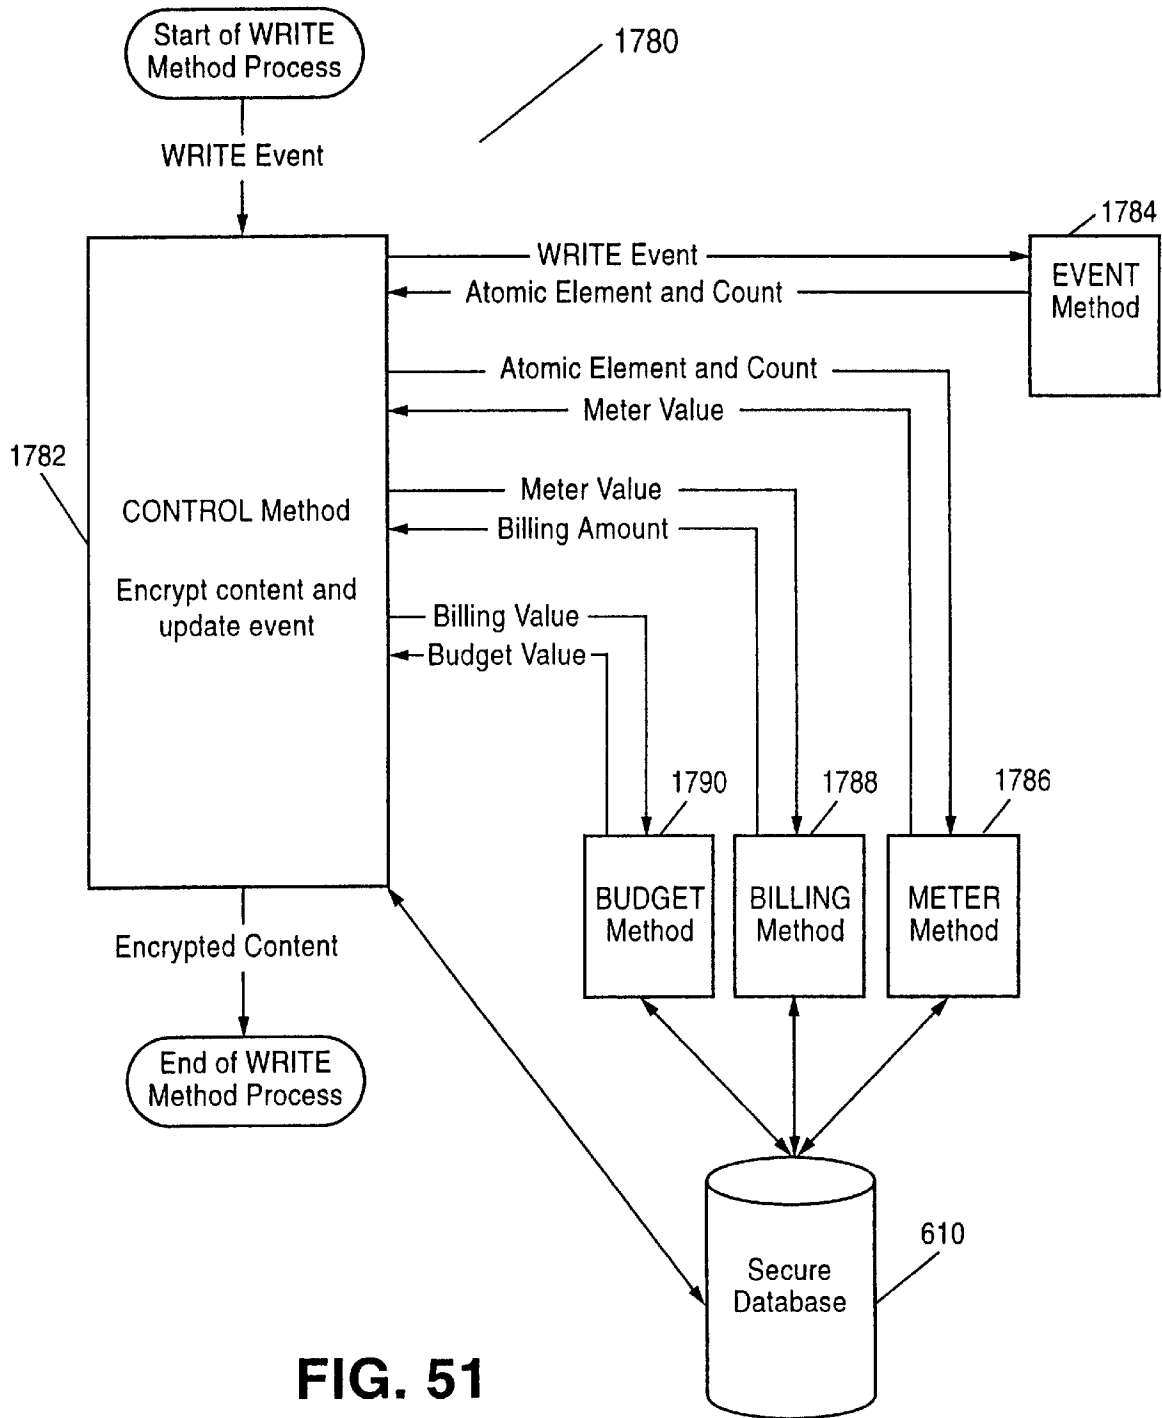 Start of WRITE
Method Process
1780
WRITE Event
1784
WRITE Event
Atomic Element and Count
EVENT
Method
Atomic Element and Count
Meter Value
1782
CONTROL Method
Encrypt content and
update event
Meter Value
Billing Amount
Billing Value
Budget Value
1790
1788
1786
BUDGET
Method
BILLING
Method
METER
Method
Encrypted Content
End of WRITE
Method Process
610
Secure
Database
FIG. 51